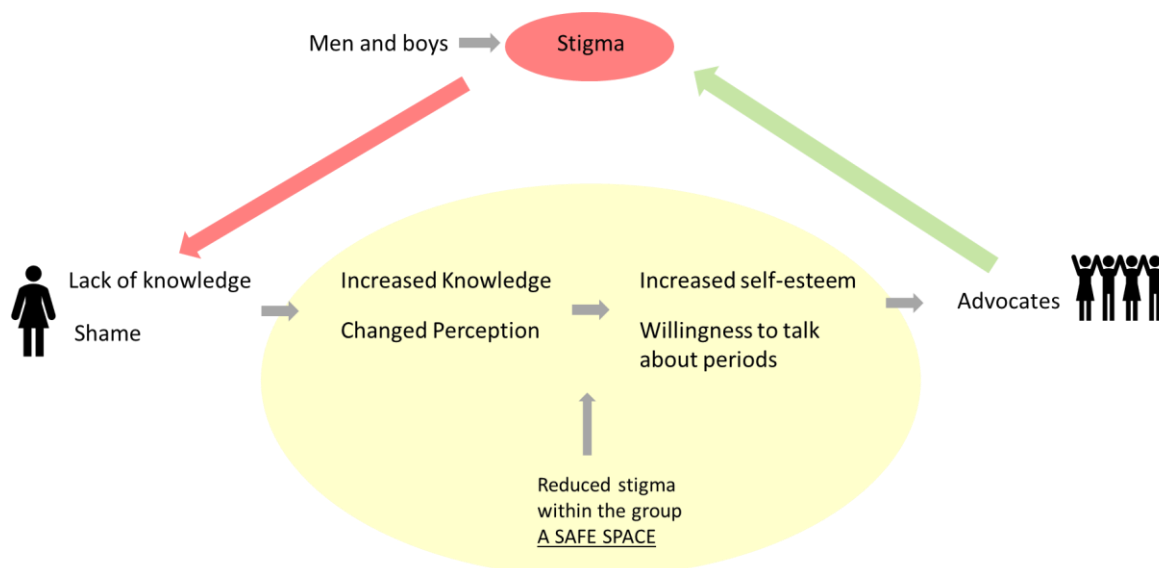 Men and boys
Stigma
Lack of knowledge
Shame
Increased Knowledge
Changed Perception
Increased self-esteem
Willingness to talk
about periods
Advocates
Reduced stigma
within the group
A SAFE SPACE